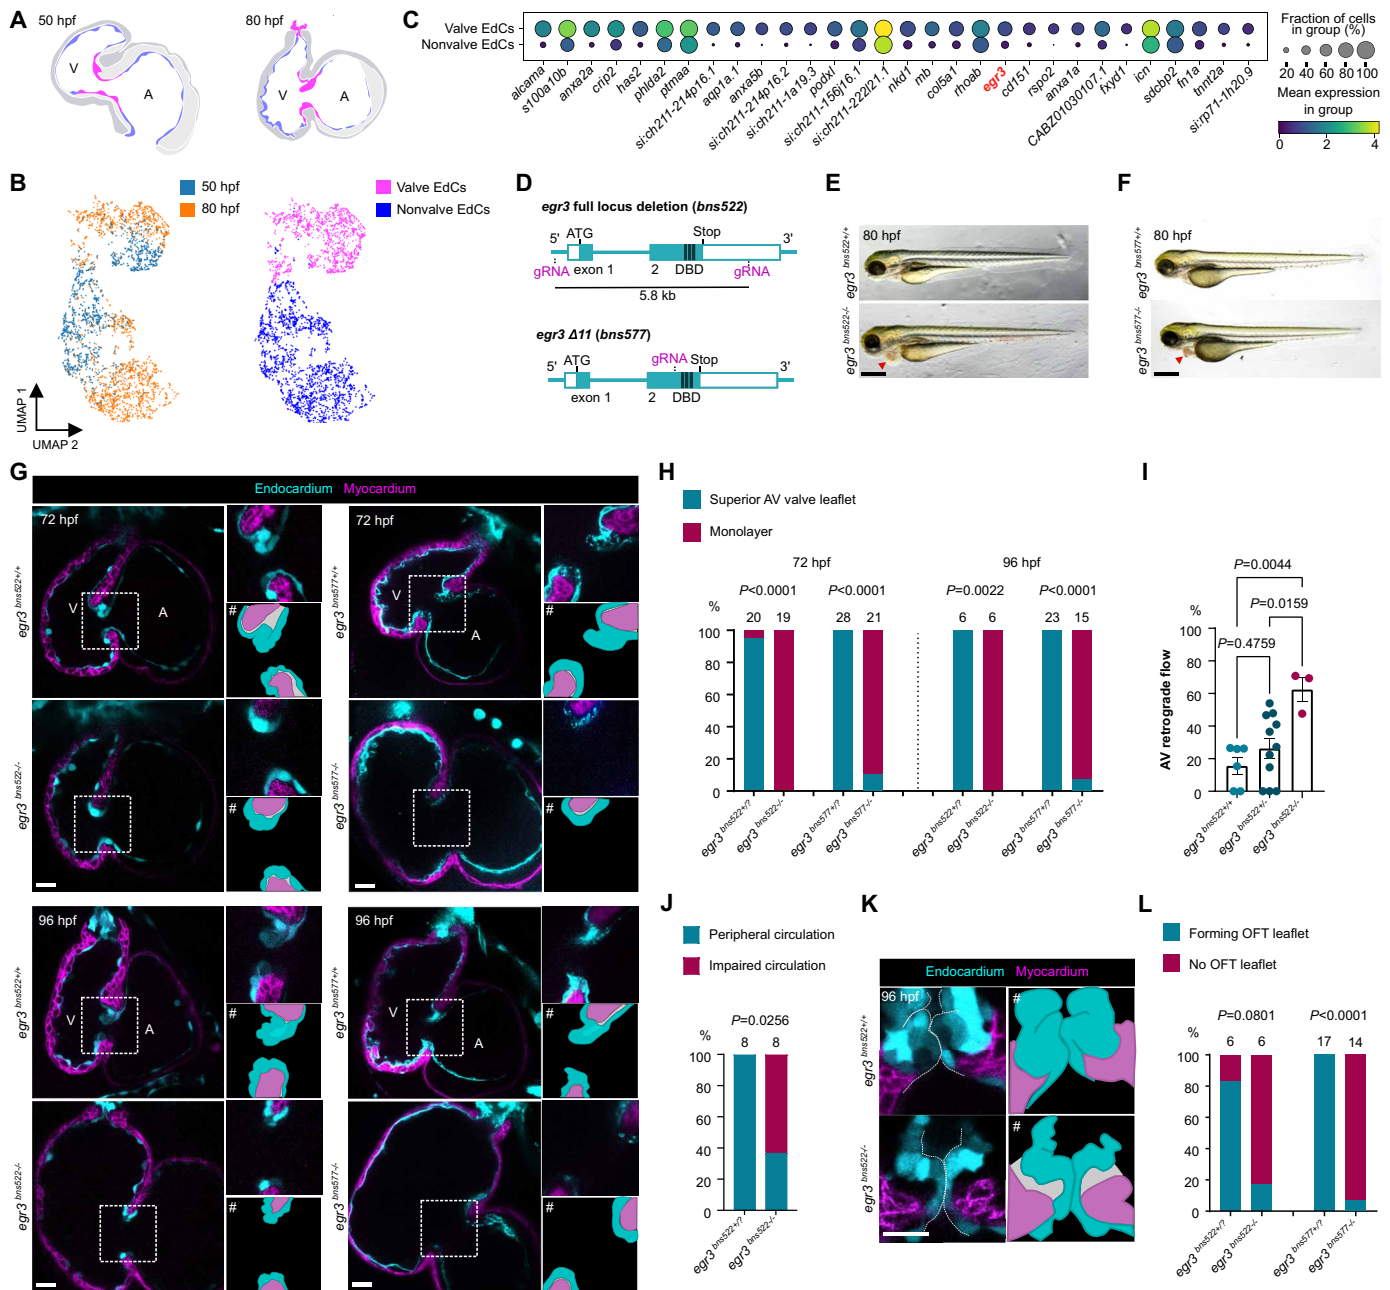 A
50 hpf
80 hpf
V
A
V
A
B
50 hpf
80 hpf
Valve EdCs
Nonvalve EdCs
UMAP 1
UMAP 2
C
Valve EdCs
Nonvalve EdCs
alcama
s100a10b
anxa2a
crip2
has2
phlda2
ptmaa
si:ch211-214p16.1
aqp1a.1
anxa5b
si:ch211-214p16.2
si:ch211-1a19.3
podxl
si:ch211-156j16.1
si:ch211-222l21.1
nkd1
mb
col5a1
rhoab
egr3
cd151
rspo2
anxa1a
CABZ01030107.1
fxyd1
icn
sdcbp2
fn1a
tnnt2a
si:rp71-1h20.9
Fraction of cells
in group (%)
20 40 60 80 100
Mean expression
in group
0 2 4
D
egr3 full locus deletion (bns522)
ATG
Stop
5'
3'
gRNA
exon 1
2
DBD
gRNA
5.8 kb
egr3 Δ11 (bns577)
gRNA
ATG
Stop
5'
3'
exon 1
2
DBD
E
80 hpf
egr3 bns522+/+
egr3 bns522-/-
F
80 hpf
egr3 bns577+/+
egr3 bns577-/-
G
Endocardium Myocardium
72 hpf
egr3 bns522+/+
V
A
#
72 hpf
egr3 bns577+/+
V
A
#
egr3 bns522-/-
#
egr3 bns577-/-
#
96 hpf
egr3 bns522+/+
V
A
#
96 hpf
egr3 bns577+/+
V
A
#
egr3 bns522-/-
#
egr3 bns577-/-
#
H
Superior AV valve leaflet
Monolayer
72 hpf
96 hpf
P<0.0001
P<0.0001
P=0.0022
P<0.0001
%
20 19 28 21 6 6 23 15
100
80
60
40
20
0
egr3 bns522+/?
egr3 bns522-/-
egr3 bns577+/?
egr3 bns577-/-
egr3 bns522+/?
egr3 bns522-/-
egr3 bns577+/?
egr3 bns577-/-
I
P=0.0044
P=0.0159
P=0.4759
%
AV retrograde flow
100
80
60
40
20
0
egr3 bns522+/+
egr3 bns522+/-
egr3 bns522-/-
J
Peripheral circulation
Impaired circulation
P=0.0256
%
8 8
100
80
60
40
20
0
egr3 bns522+/?
egr3 bns522-/-
K
Endocardium Myocardium
96 hpf
egr3 bns522+/+
#
egr3 bns522-/-
#
L
Forming OFT leaflet
No OFT leaflet
P=0.0801
P<0.0001
%
6 6 17 14
100
80
60
40
20
0
egr3 bns522+/?
egr3 bns522-/-
egr3 bns577+/?
egr3 bns577-/-